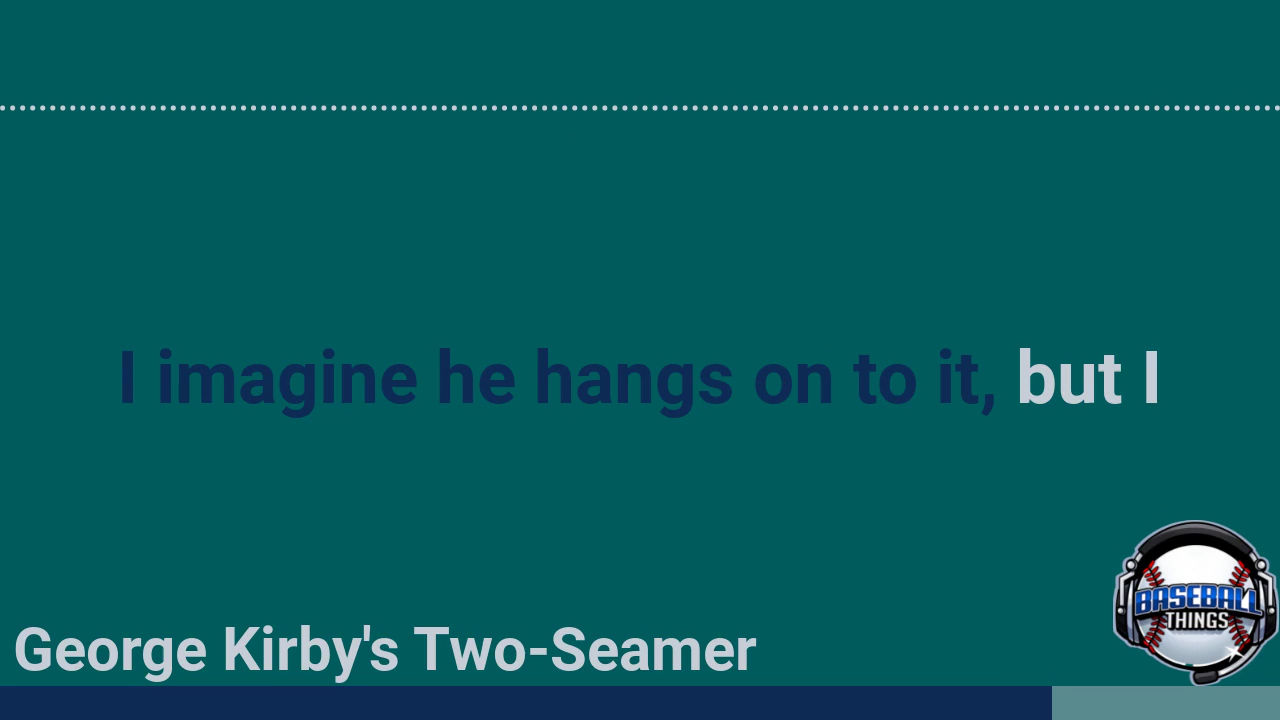 I imagine he hangs on to it, but I
BASEBALL
THINGS
George Kirby's Two-Seamer